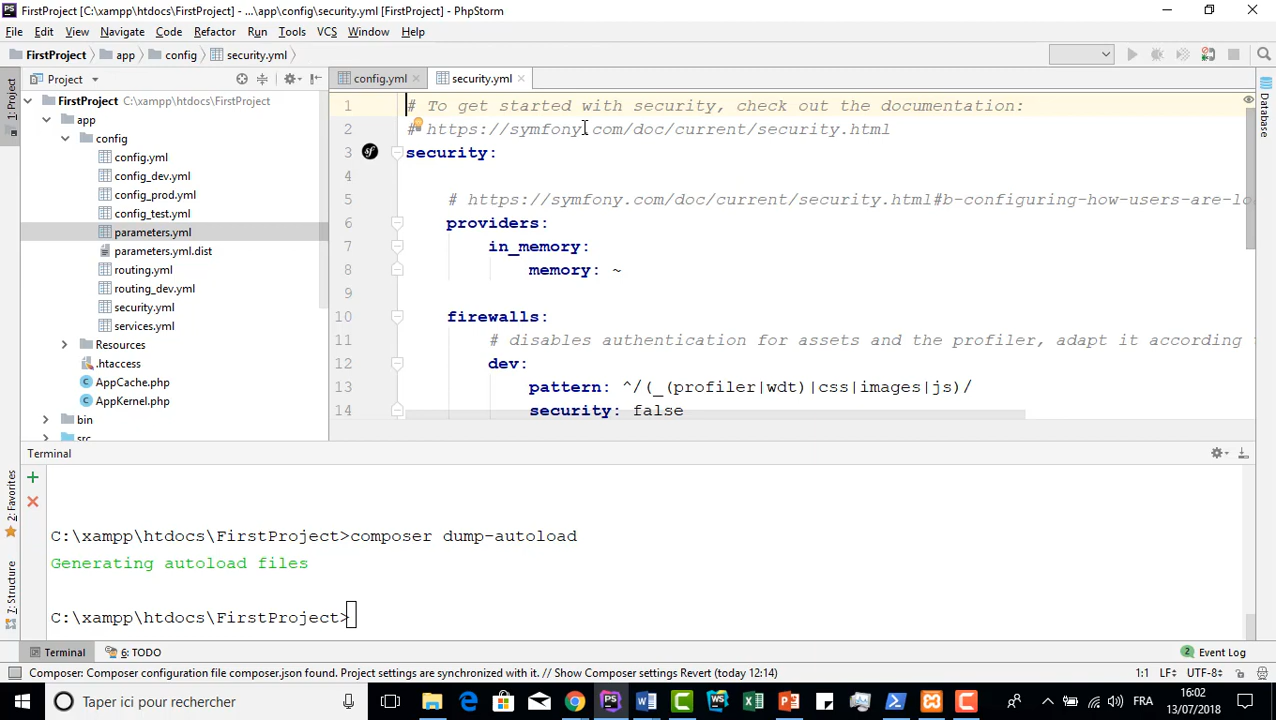 FirstProject [C:\xampp\htdocs\FirstProject] - ...\app\config\security.yml [FirstProject] - PhpStorm
File Edit View Navigate Code Refactor Run Tools VCS Window Help
FirstProject app config security.yml
Project
config.yml
security.yml
1: Project
Database
FirstProject C:\xampp\htdocs\FirstProject
app
config
config.yml
config_dev.yml
config_prod.yml
config_test.yml
parameters.yml
parameters.yml.dist
routing.yml
routing_dev.yml
security.yml
services.yml
Resources
.htaccess
AppCache.php
AppKernel.php
bin
src
1 # To get started with security, check out the documentation:
2 # https://symfony.com/doc/current/security.html
3 security:
4
5 # https://symfony.com/doc/current/security.html#b-configuring-how-users-are-lo
6 providers:
7 in_memory:
8 memory: ~
9
10 firewalls:
11 # disables authentication for assets and the profiler, adapt it according
12 dev:
13 pattern: ^/(_(profiler|wdt)|css|images|js)/
14 security: false
Terminal
2: Favorites
7: Structure
C:\xampp\htdocs\FirstProject>composer dump-autoload
Generating autoload files
C:\xampp\htdocs\FirstProject>
Terminal 6: TODO Event Log
Composer: Composer configuration file composer.json found. Project settings are synchronized with it. // Show Composer settings Revert (today 12:14) 1:1 LF÷ UTF-8÷
Taper ici pour rechercher
FRA
16:02
13/07/2018